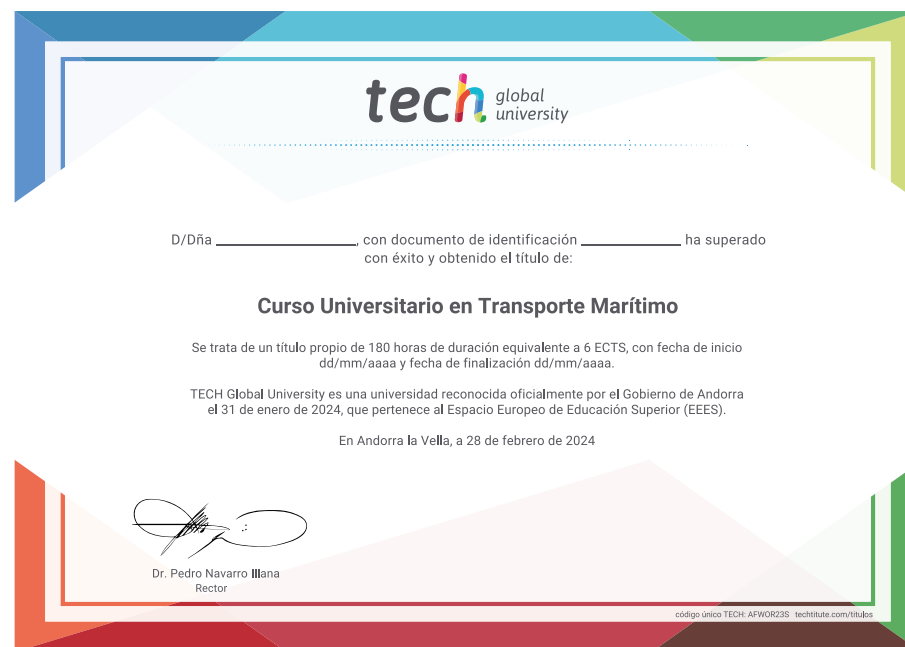 tech global university
D/Dña ____________, con documento de identificación ____________ ha superado
con éxito y obtenido el título de:
Curso Universitario en Transporte Marítimo
Se trata de un título propio de 180 horas de duración equivalente a 6 ECTS, con fecha de inicio
dd/mm/aaaa y fecha de finalización dd/mm/aaaa.
TECH Global University es una universidad reconocida oficialmente por el Gobierno de Andorra
el 31 de enero de 2024, que pertenece al Espacio Europeo de Educación Superior (EEES).
En Andorra la Vella, a 28 de febrero de 2024
Dr. Pedro Navarro Illana
Rector
código único TECH: AFWOR23S techtitute.com/titulos